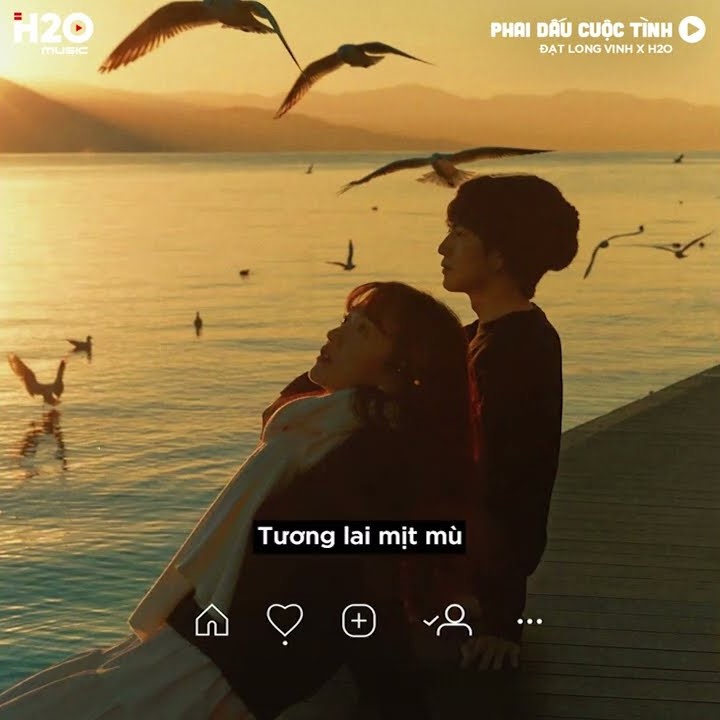 H2O
MUSIC
PHAI DẤU CUỘC TÌNH
ĐẠT LONG VINH X H2O
Tương lai mịt mù